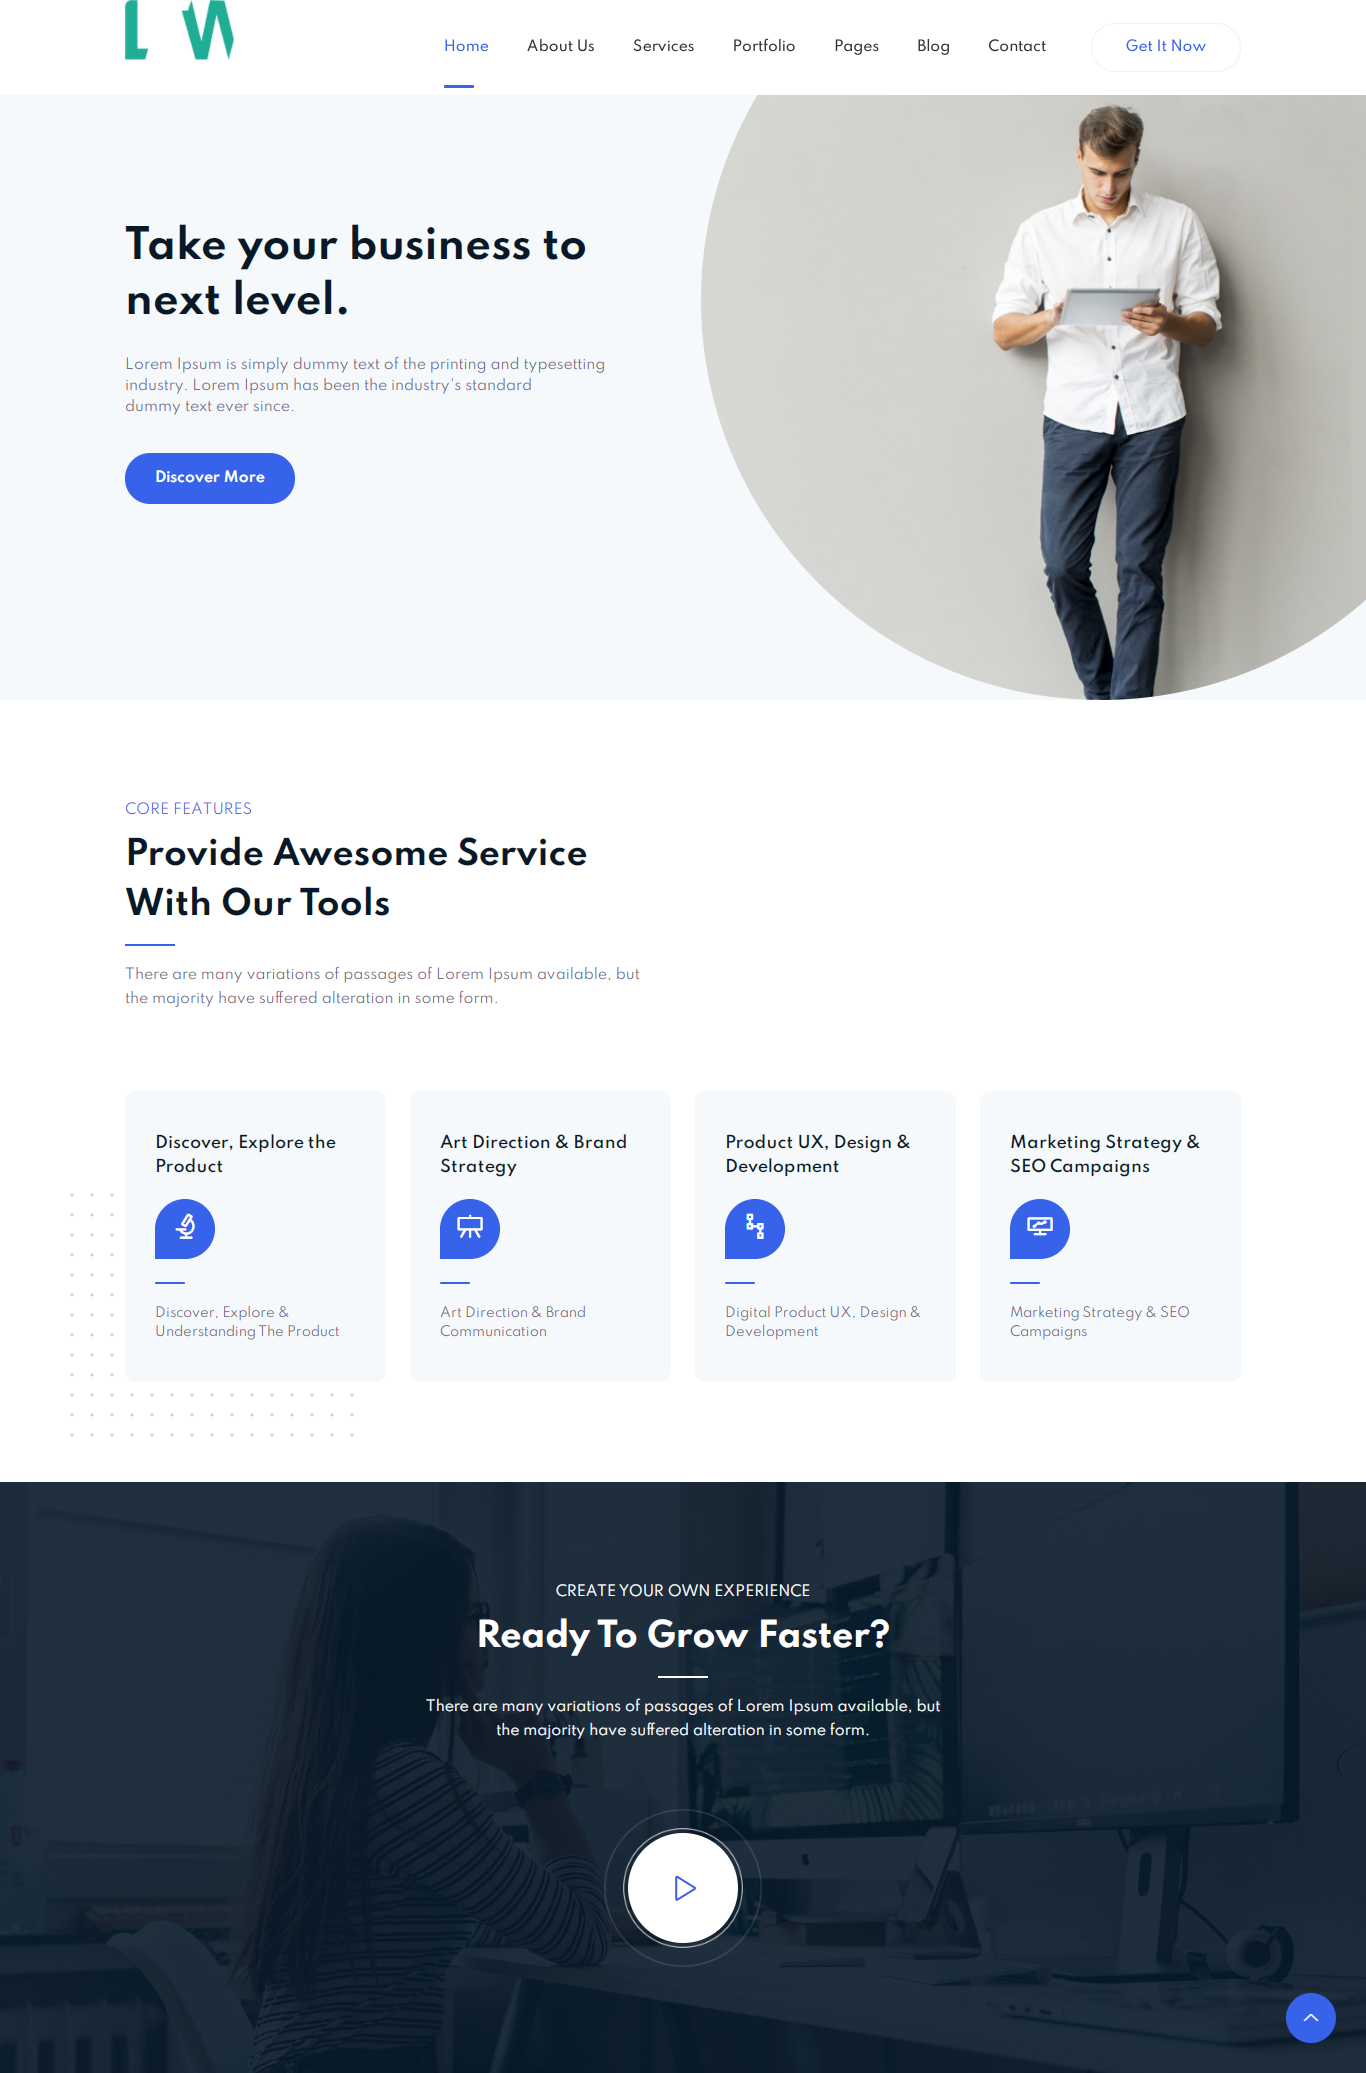 L W
Home About Us Services Portfolio Pages Blog Contact Get It Now
Take your business to
next level.
Lorem Ipsum is simply dummy text of the printing and typesetting
industry. Lorem Ipsum has been the industry's standard
dummy text ever since.
Discover More
CORE FEATURES
Provide Awesome Service
With Our Tools
There are many variations of passages of Lorem Ipsum available, but
the majority have suffered alteration in some form.
Discover, Explore the
Product
Discover, Explore &
Understanding The Product
Art Direction & Brand
Strategy
Art Direction & Brand
Communication
Product UX, Design &
Development
Digital Product UX, Design &
Development
Marketing Strategy &
SEO Campaigns
Marketing Strategy & SEO
Campaigns
CREATE YOUR OWN EXPERIENCE
Ready To Grow Faster?
There are many variations of passages of Lorem Ipsum available, but
the majority have suffered alteration in some form.